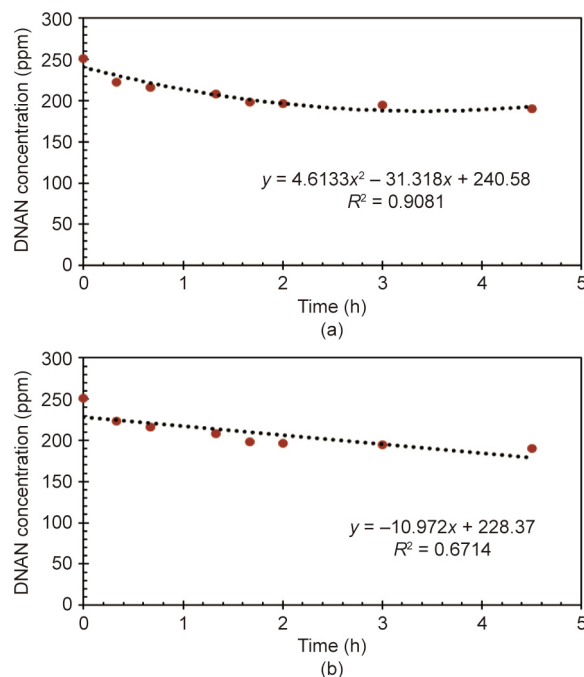 300
250
200
150
100
50
0
DNAN concentration (ppm)
y = 4.6133x² – 31.318x + 240.58
R² = 0.9081
0 1 2 3 4 5
Time (h)
(a)
300
250
200
150
100
50
0
DNAN concentration (ppm)
y = –10.972x + 228.37
R² = 0.6714
0 1 2 3 4 5
Time (h)
(b)